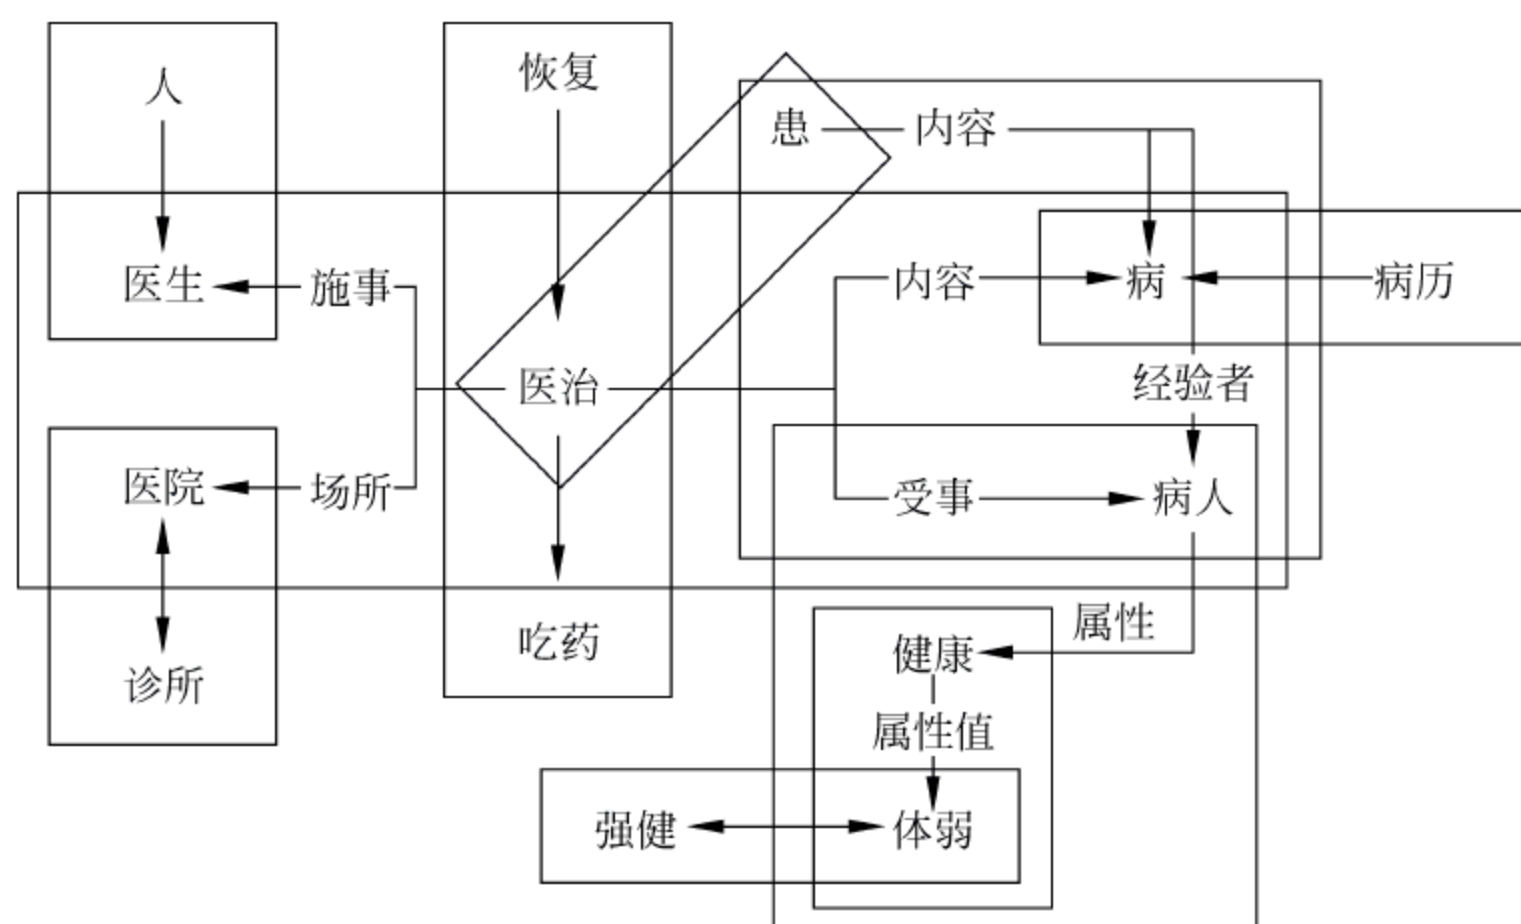 人
恢复
患
内容
医生
施事
内容
病
病历
医治
经验者
医院
场所
受事
病人
诊所
吃药
健康
属性
属性值
强健
体弱